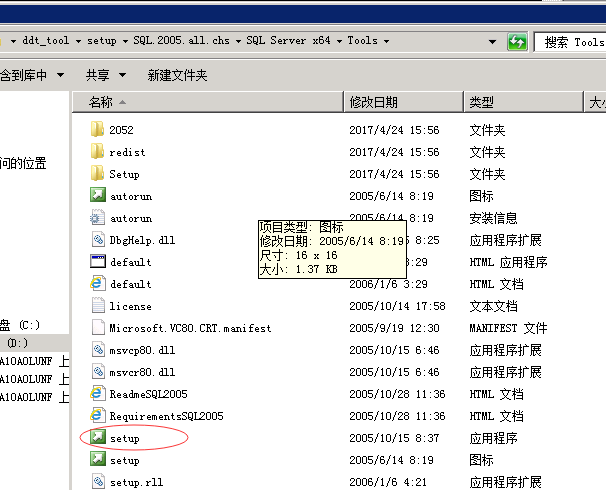 ddt_tool setup SQL.2005.all.chs SQL Server x64 Tools 搜索 Tools
含到库中 共享 新建文件夹
名称 修改日期 类型 大小
2052 2017/4/24 15:56 文件夹
redist 2017/4/24 15:56 文件夹
问的位置
Setup 2017/4/24 15:56 文件夹
autorun 2005/6/14 8:19 图标
autorun 2005/6/14 8:19 安装信息
项目类型: 图标
修改日期: 2005/6/14 8:19
尺寸: 16 x 16
大小: 1.37 KB
DbgHelp.dll 8:25 应用程序扩展
default 3:29 HTML 应用程序
default 2006/1/6 3:29 HTML 文档
license 2005/10/14 17:58 文本文档
盘 (C:)
Microsoft.VC80.CRT.manifest 2005/9/19 12:30 MANIFEST 文件
(D:)
msvcp80.dll 2005/10/15 6:46 应用程序扩展
A10AOLUNF 上
msvcr80.dll 2005/10/15 6:46 应用程序扩展
A10AOLUNF 上
ReadmeSQL2005 2005/10/28 11:36 HTML 文档
A10AOLUNF 上
RequirementsSQL2005 2005/10/28 11:36 HTML 文档
setup 2005/10/15 8:37 应用程序
setup 2005/6/14 8:19 图标
setup.rll 2006/1/6 4:21 应用程序扩展